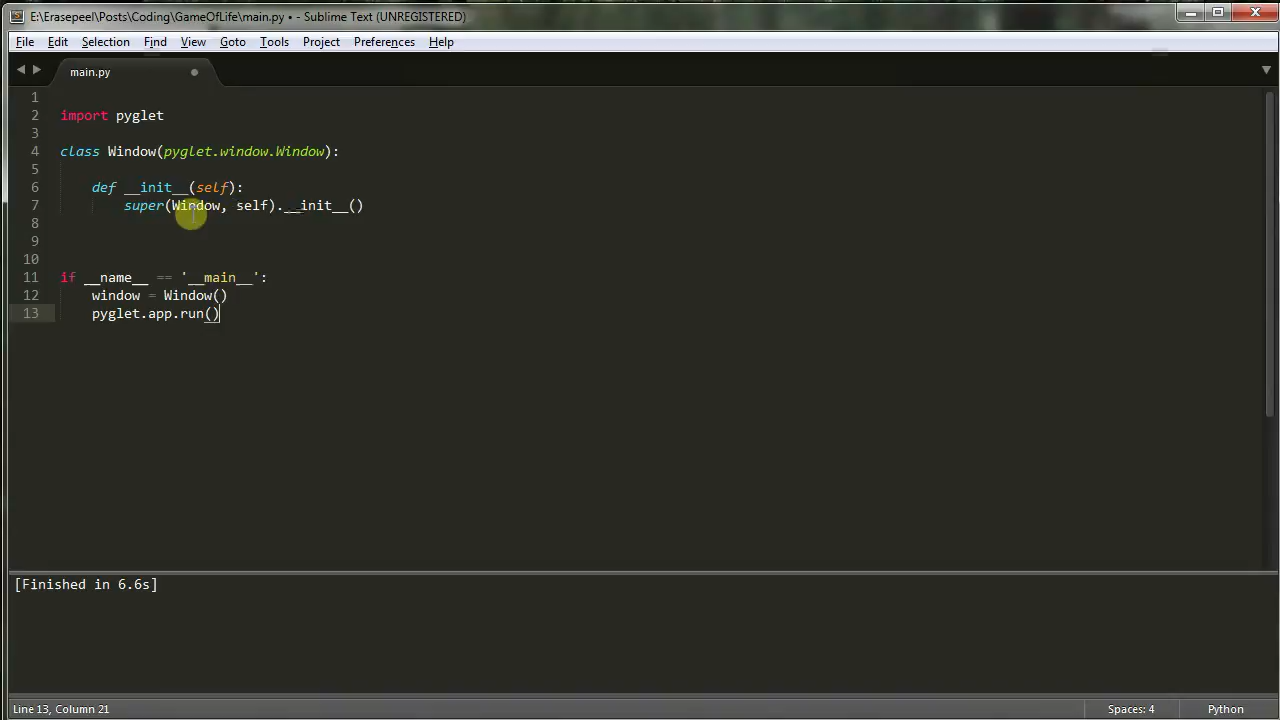 E:\Erasepeel\Posts\Coding\GameOfLife\main.py • - Sublime Text (UNREGISTERED)
File Edit Selection Find View Goto Tools Project Preferences Help
main.py
1
2 import pyglet
3
4 class Window(pyglet.window.Window):
5
6 def __init__(self):
7 super(Window, self).__init__()
8
9
10
11 if __name__ == '__main__':
12 window = Window()
13 pyglet.app.run()
[Finished in 6.6s]
Line 13, Column 21 Spaces: 4 Python